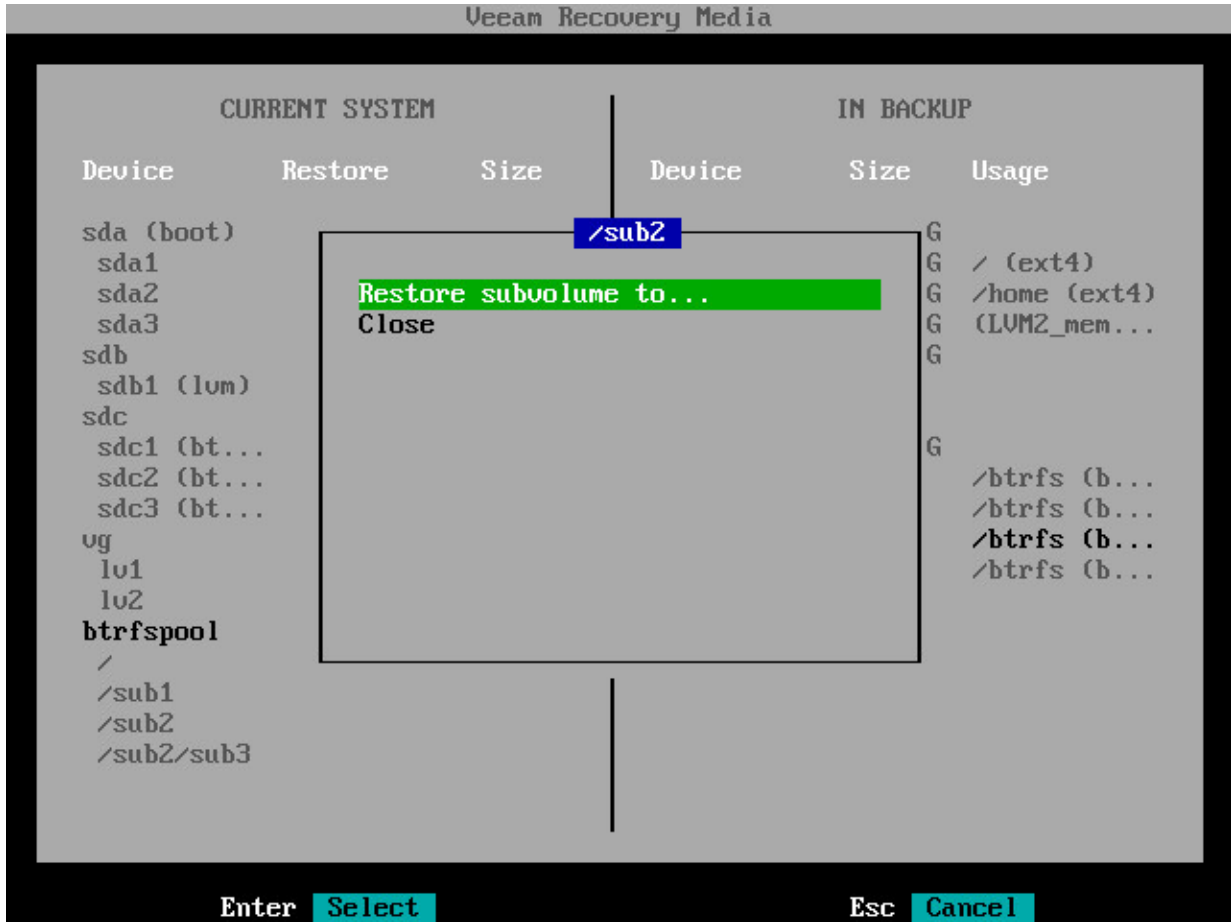 Veeam Recovery Media
CURRENT SYSTEM IN BACKUP
Device Restore Size Device Size Usage
/sub2
sda (boot) G
sda1 G / (ext4)
sda2 Restore subvolume to... G /home (ext4)
sda3 Close G (LVM2_mem...
sdb G
sdb1 (lvm)
sdc
sdc1 (bt... G
sdc2 (bt... /btrfs (b...
sdc3 (bt... /btrfs (b...
vg /btrfs (b...
lv1 /btrfs (b...
lv2
btrfspool
/
/sub1
/sub2
/sub2/sub3
Enter Select Esc Cancel